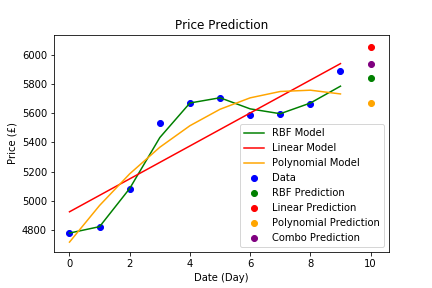 Price Prediction
Price (£)
6000
5800
5600
5400
5200
5000
4800
RBF Model
Linear Model
Polynomial Model
Data
RBF Prediction
Linear Prediction
Polynomial Prediction
Combo Prediction
0 2 4 6 8 10
Date (Day)